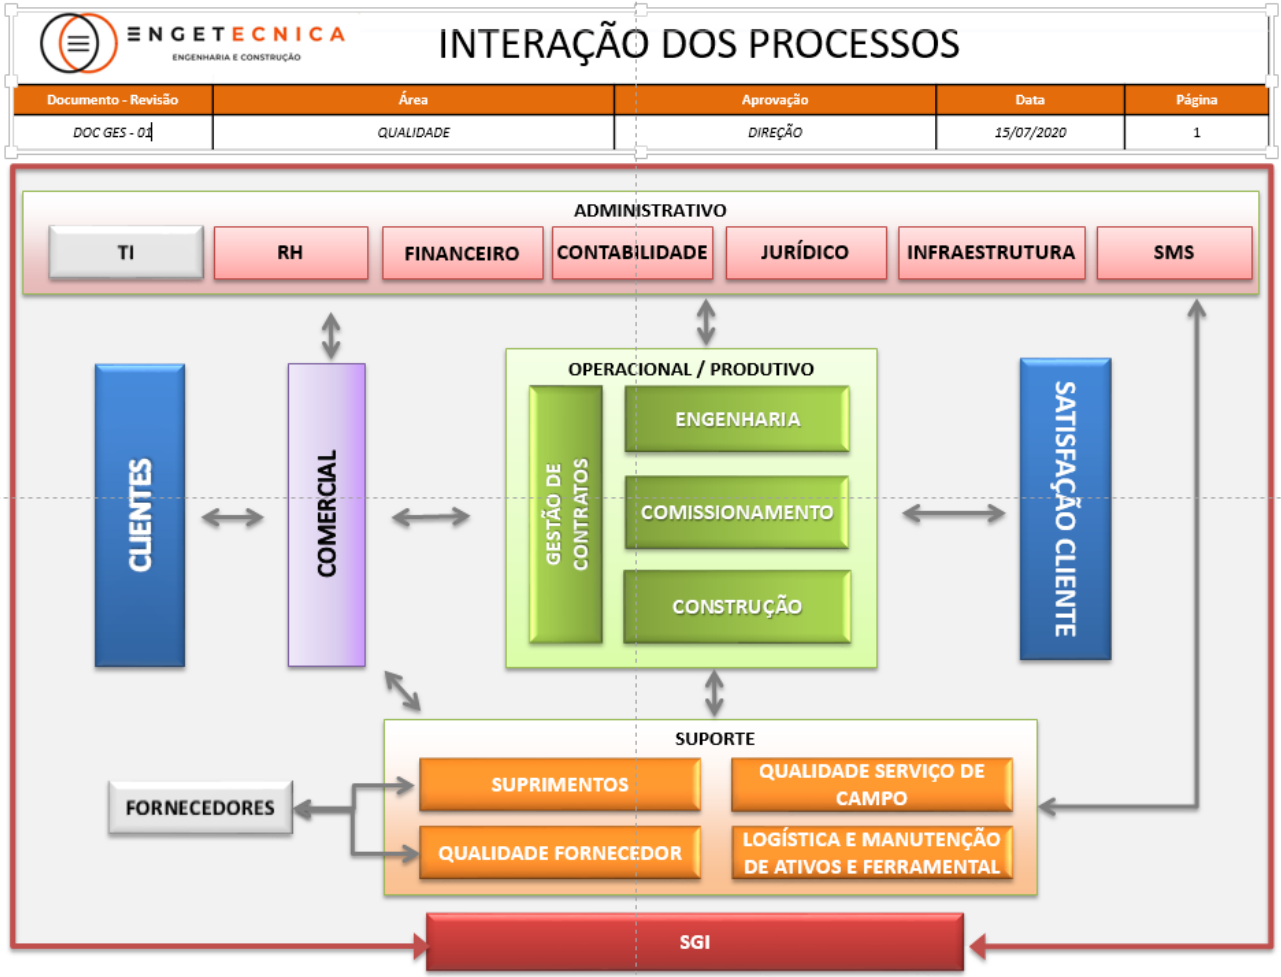 ENGETECNICA
ENGENHARIA E CONSTRUÇÃO
INTERAÇÃO DOS PROCESSOS
Documento - Revisão Área Aprovação Data Página
DOC GES - 01 QUALIDADE DIREÇÃO 15/07/2020 1
ADMINISTRATIVO
TI RH FINANCEIRO CONTABILIDADE JURÍDICO INFRAESTRUTURA SMS
CLIENTES
COMERCIAL
OPERACIONAL / PRODUTIVO
GESTÃO DE
CONTRATOS
ENGENHARIA
COMISSIONAMENTO
CONSTRUÇÃO
SATISFAÇÃO CLIENTE
SUPORTE
SUPRIMENTOS
QUALIDADE SERVIÇO DE
CAMPO
FORNECEDORES
QUALIDADE FORNECEDOR
LOGÍSTICA E MANUTENÇÃO
DE ATIVOS E FERRAMENTAL
SGI